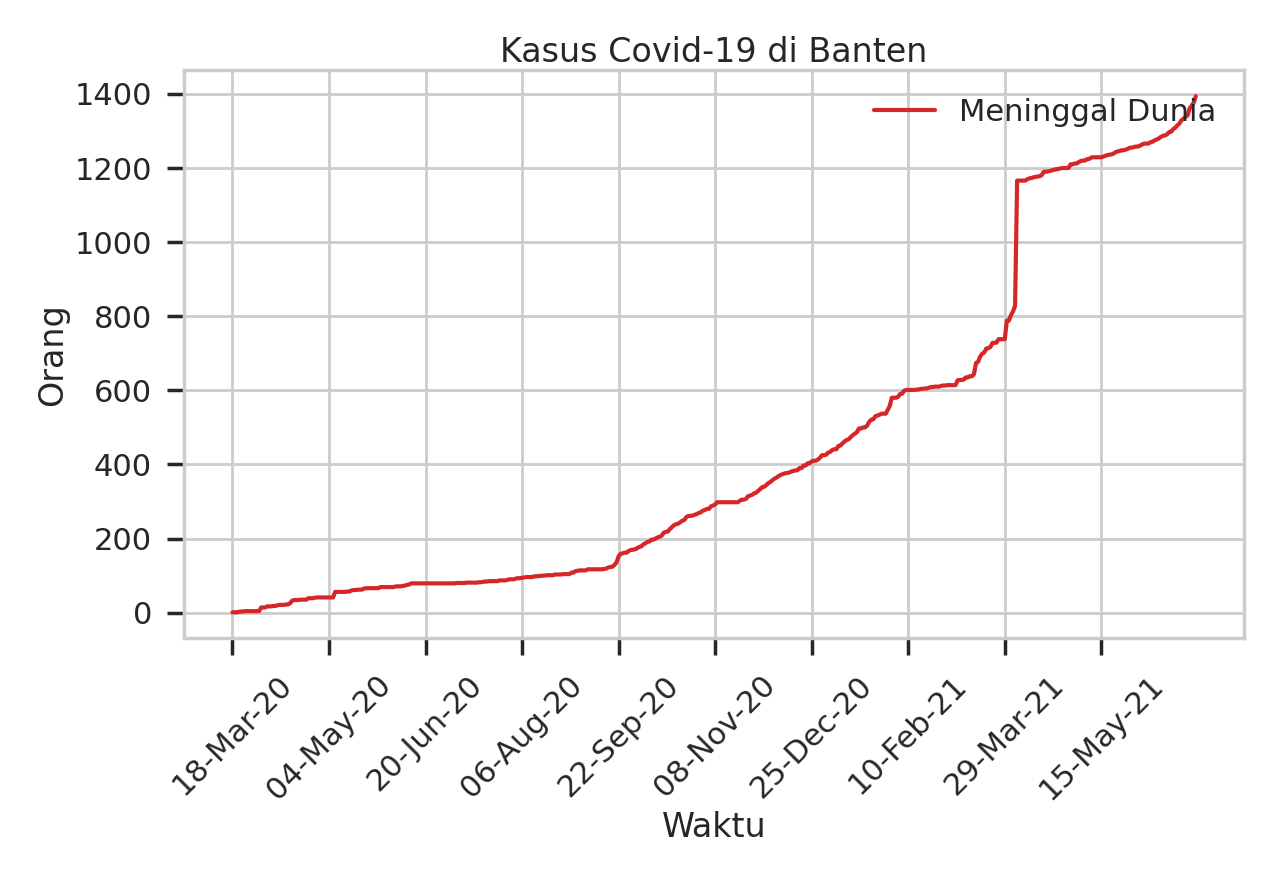 Kasus Covid-19 di Banten
Meninggal Dunia
Orang
1400
1200
1000
800
600
400
200
0
18-Mar-20
04-May-20
20-Jun-20
06-Aug-20
22-Sep-20
08-Nov-20
25-Dec-20
10-Feb-21
29-Mar-21
15-May-21
Waktu